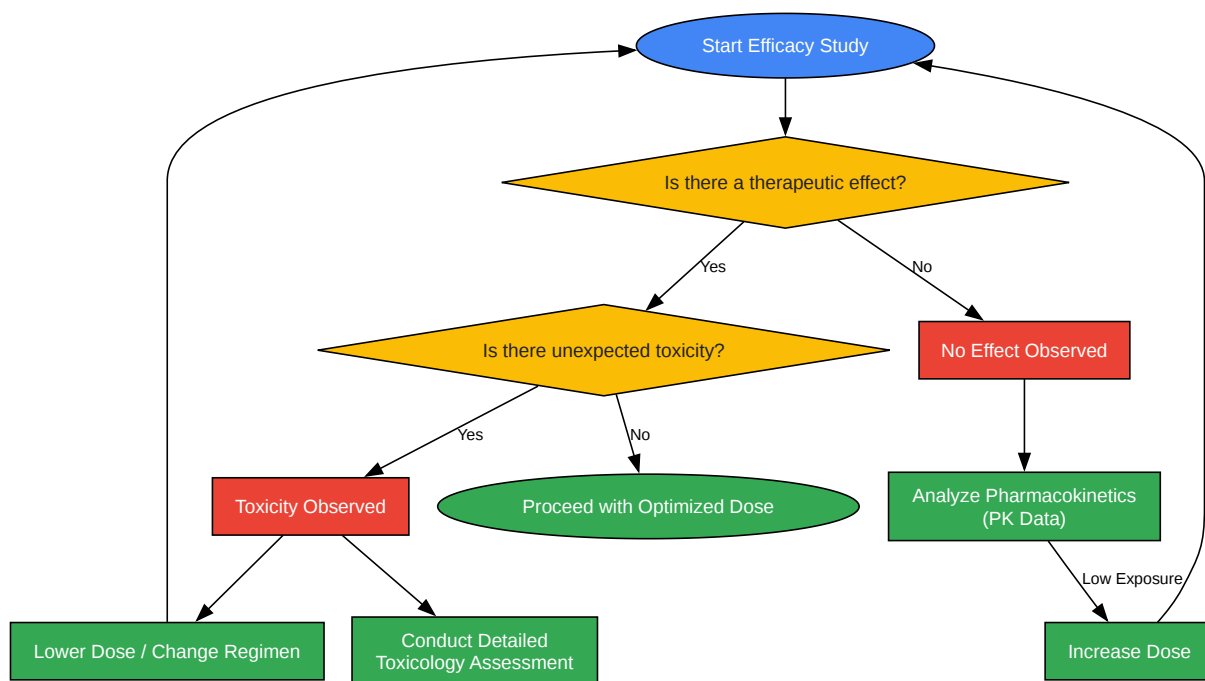 Start Efficacy Study
Is there a therapeutic effect?
Yes
No
Is there unexpected toxicity?
No Effect Observed
Yes
No
Toxicity Observed
Proceed with Optimized Dose
Analyze Pharmacokinetics
(PK Data)
Low Exposure
Lower Dose / Change Regimen
Conduct Detailed
Toxicology Assessment
Increase Dose